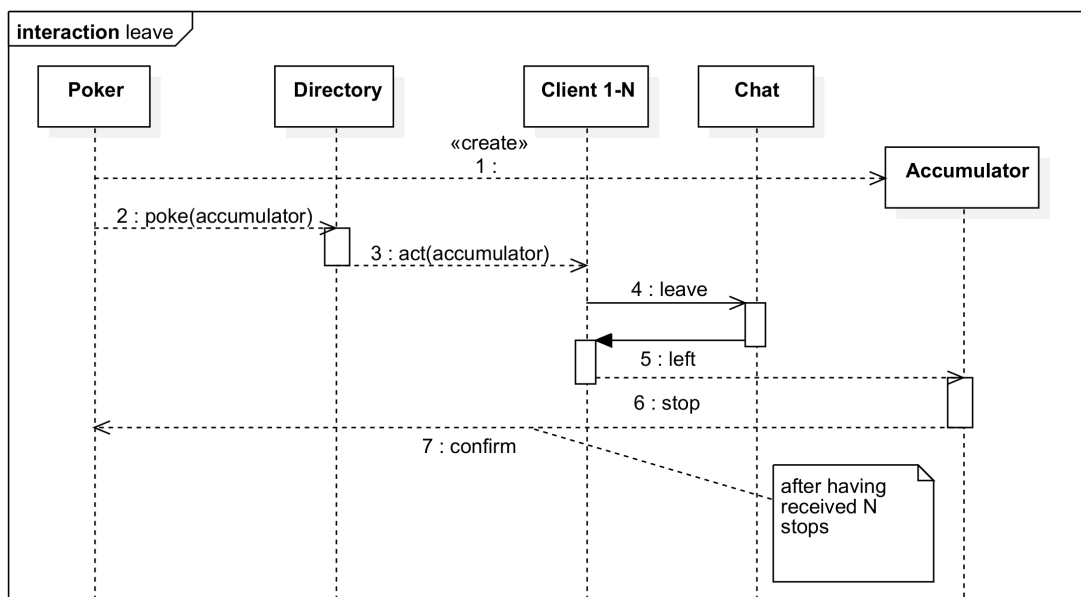 interaction leave
Poker
Directory
Client 1-N
Chat
«create»
1 :
Accumulator
2 : poke(accumulator)
3 : act(accumulator)
4 : leave
5 : left
6 : stop
7 : confirm
after having
received N
stops